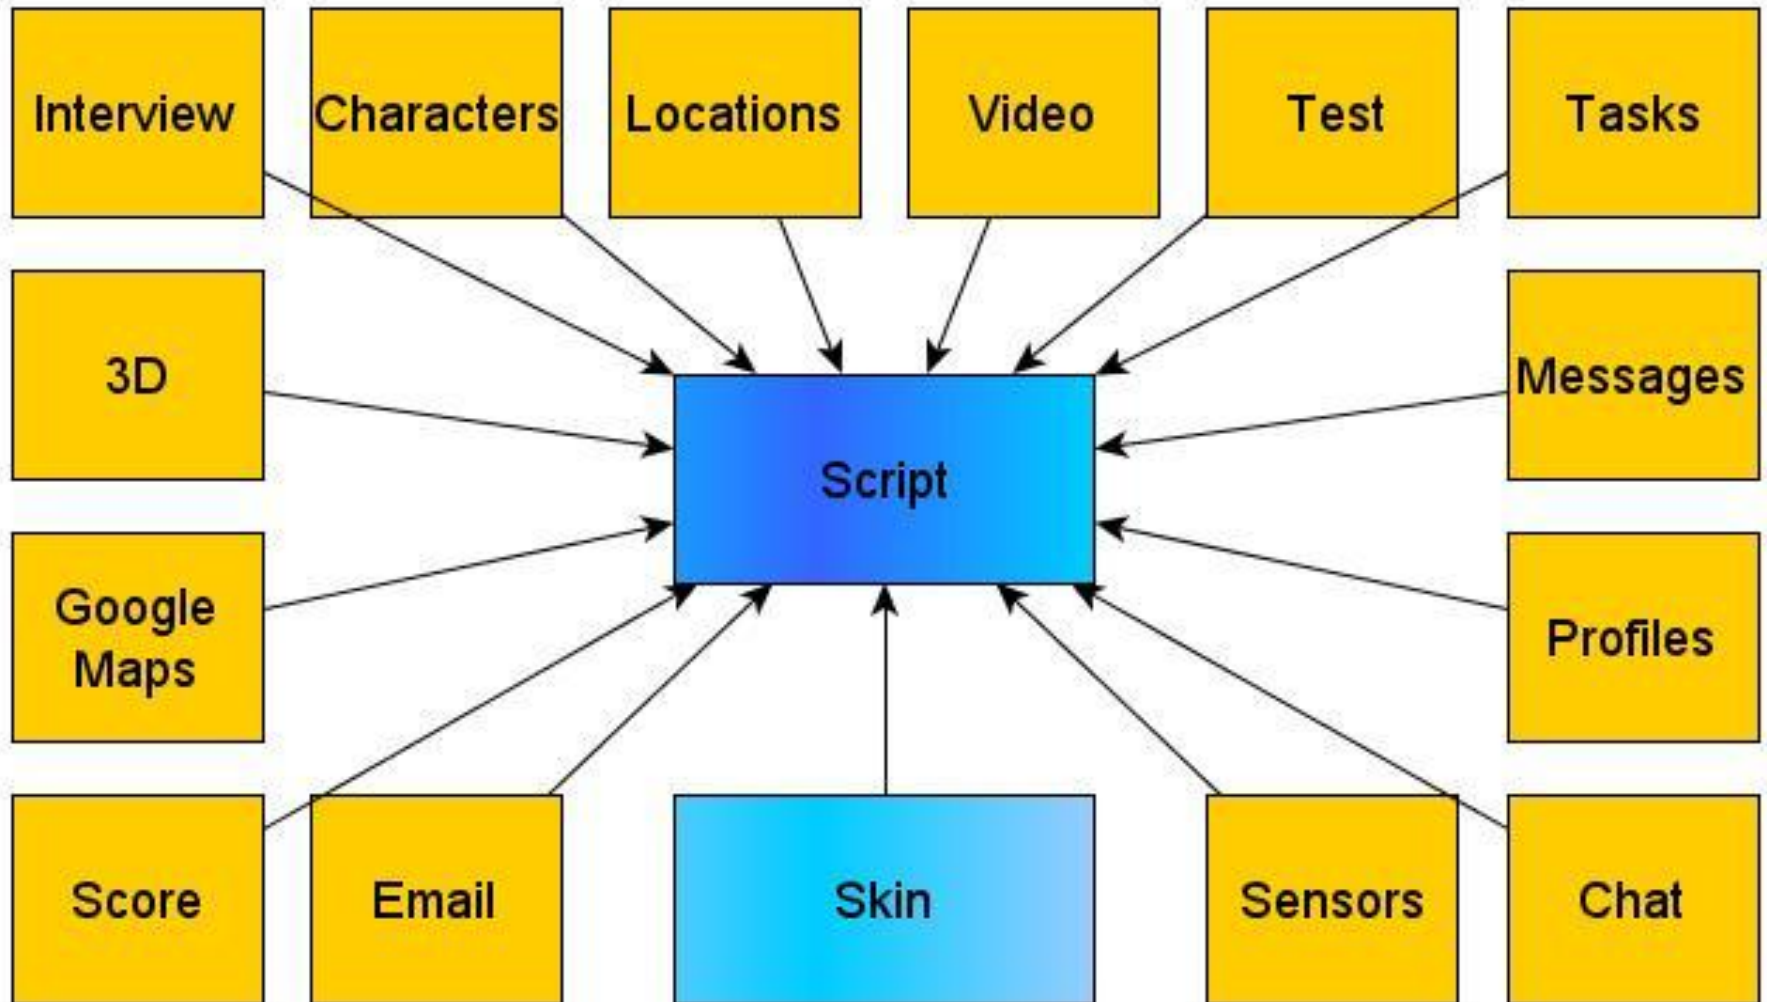 Interview
Characters
Locations
Video
Test
Tasks
3D
Messages
Script
Google
Maps
Profiles
Score
Email
Skin
Sensors
Chat